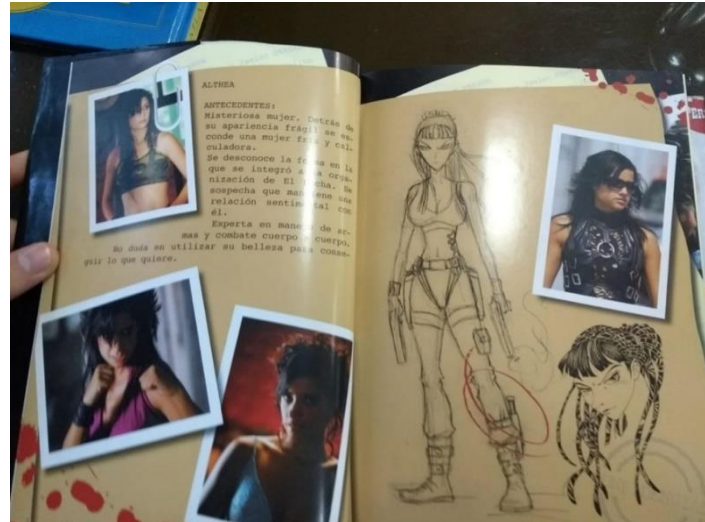 ALTHEA
ANTECEDENTES:
Misteriosa mujer. Detrás de
su apariencia frágil se es-
conde una mujer fría y cal-
culadora.
Se desconoce la forma en la
que se integró a la orga-
nización de El Pocha. Se
sospecha que mantiene una
relación sentimental con
él.
Experta en manejo de ar-
mas y combate cuerpo a cuerpo.
No duda en utilizar su belleza para conse-
guir lo que quiere.